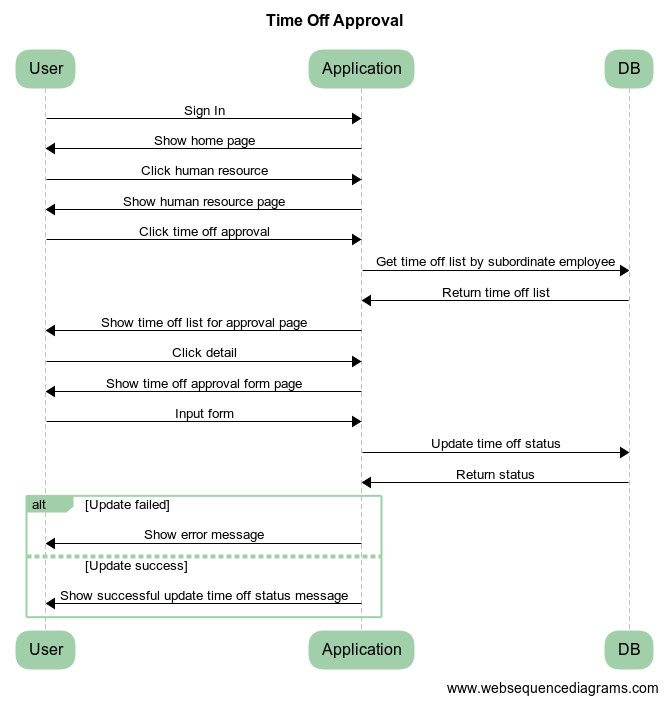 Time Off Approval
User
Application
DB
Sign In
Show home page
Click human resource
Show human resource page
Click time off approval
Get time off list by subordinate employee
Return time off list
Show time off list for approval page
Click detail
Show time off approval form page
Input form
Update time off status
Return status
alt
[Update failed]
Show error message
[Update success]
Show successful update time off status message
User
Application
DB
www.websequencediagrams.com